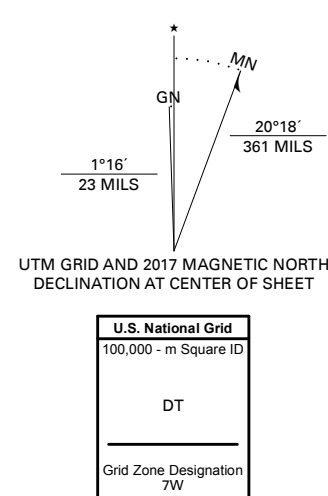 ★
MN
GN
20°18´
361 MILS
1°16´
23 MILS
UTM GRID AND 2017 MAGNETIC NORTH
DECLINATION AT CENTER OF SHEET
U.S. National Grid
100,000 - m Square ID
DT
Grid Zone Designation
7W